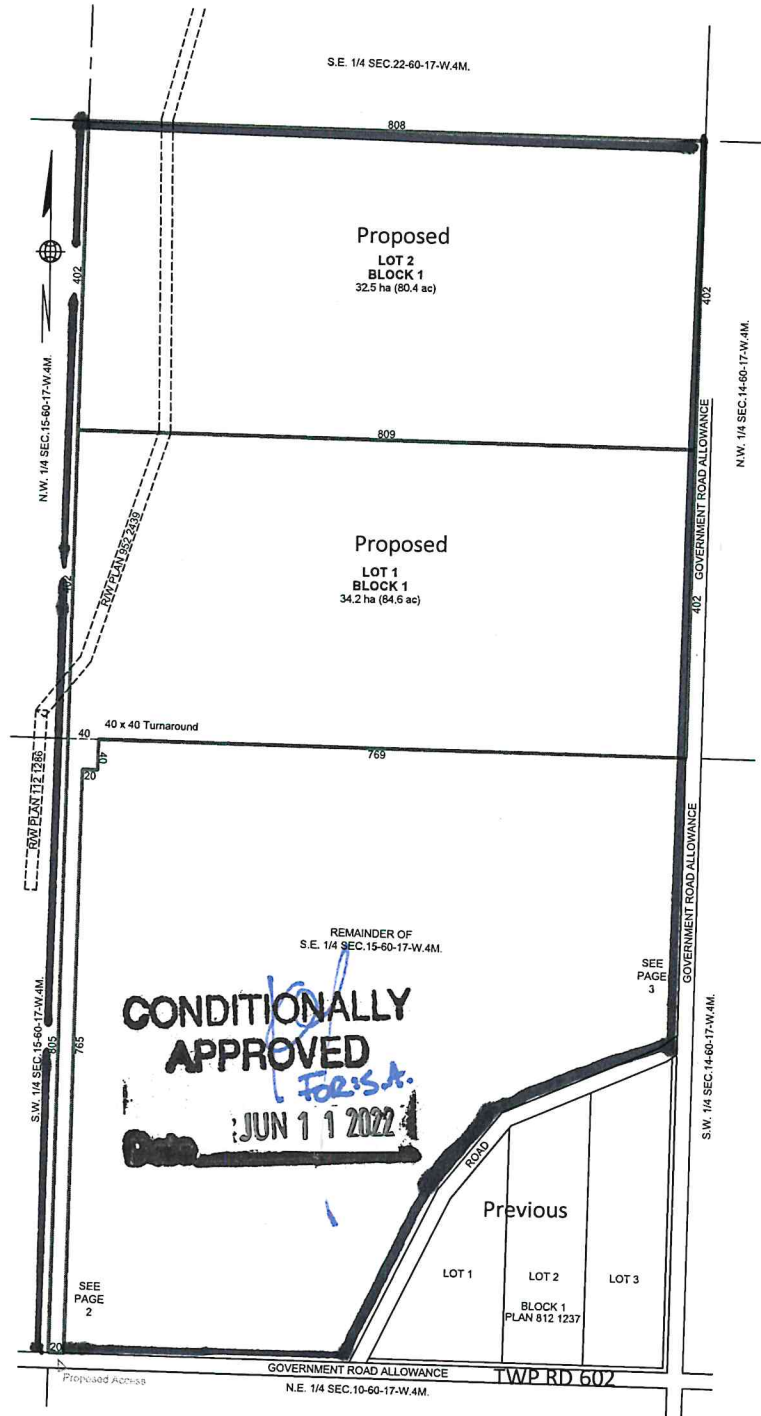 S.E. 1/4 SEC.22-60-17-W.4M.
808
Proposed
LOT 2
BLOCK 1
32.5 ha (80.4 ac)
402
402
N.W. 1/4 SEC.15-60-17-W.4M.
N.W. 1/4 SEC.14-60-17-W.4M.
GOVERNMENT ROAD ALLOWANCE
809
R/W PLAN 952 2439
Proposed
LOT 1
BLOCK 1
34.2 ha (84.6 ac)
402
402
40 x 40 Turnaround
40
769
40
20
R/W PLAN 112 1286
REMAINDER OF
S.E. 1/4 SEC.15-60-17-W.4M.
GOVERNMENT ROAD ALLOWANCE
SEE
PAGE
3
CONDITIONALLY
APPROVED
FOR: S.A.
JUN 1 1 2022
Date
S.W. 1/4 SEC.15-60-17-W.4M.
805
765
S.W. 1/4 SEC.14-60-17-W.4M.
ROAD
Previous
LOT 1
LOT 2
LOT 3
BLOCK 1
PLAN 812 1237
SEE
PAGE
2
20
Proposed Access
GOVERNMENT ROAD ALLOWANCE
TWP RD 602
N.E. 1/4 SEC.10-60-17-W.4M.